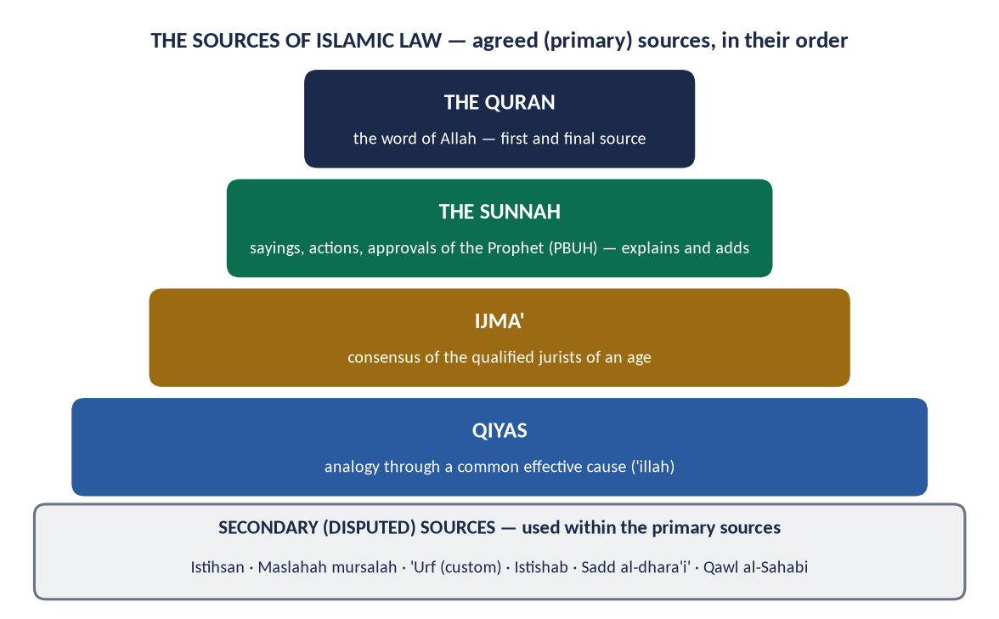 THE SOURCES OF ISLAMIC LAW — agreed (primary) sources, in their order
THE QURAN
the word of Allah — first and final source
THE SUNNAH
sayings, actions, approvals of the Prophet (PBUH) — explains and adds
IJMA'
consensus of the qualified jurists of an age
QIYAS
analogy through a common effective cause ('illah)
SECONDARY (DISPUTED) SOURCES — used within the primary sources
Istihsan · Maslahah mursalah · 'Urf (custom) · Istishab · Sadd al-dhara'i' · Qawl al-Sahabi